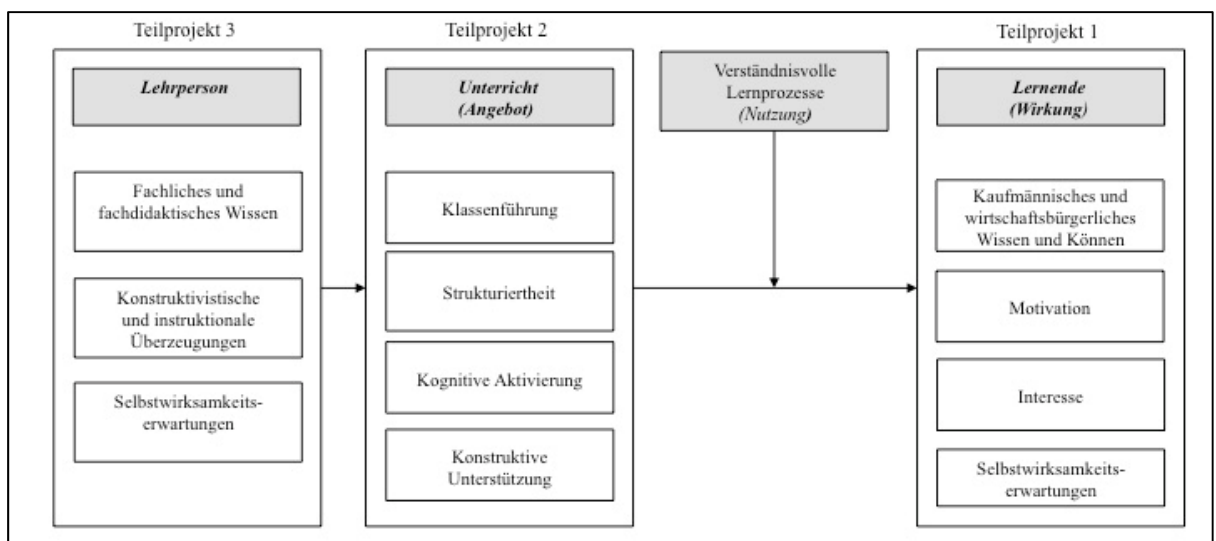 Teilprojekt 3
Lehrperson
Fachliches und
fachdidaktisches Wissen
Konstruktivistische
und instruktionale
Überzeugungen
Selbstwirksamkeits-
erwartungen
Teilprojekt 2
Unterricht
(Angebot)
Klassenführung
Strukturiertheit
Kognitive Aktivierung
Konstruktive
Unterstützung
Verständnisvolle
Lernprozesse
(Nutzung)
Teilprojekt 1
Lernende
(Wirkung)
Kaufmännisches und
wirtschaftsbürgerliches
Wissen und Können
Motivation
Interesse
Selbstwirksamkeits-
erwartungen